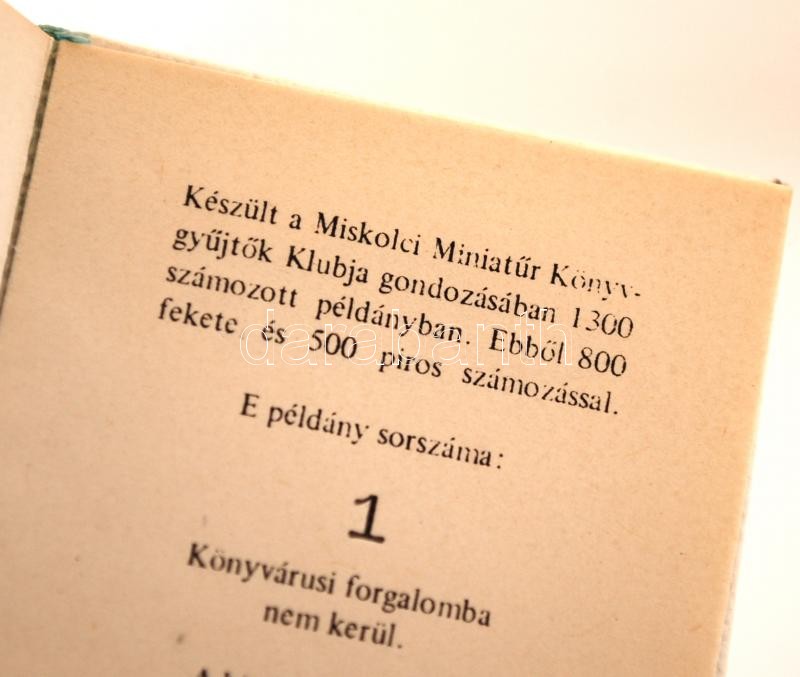 Készült a Miskolci Miniatűr Könyv-
gyűjtők Klubja gondozásában 1300
számozott példányban. Ebből 800
fekete és 500 piros számozással.
E példány sorszáma:
1
Könyvárusi forgalomba
nem kerül.
darabanth